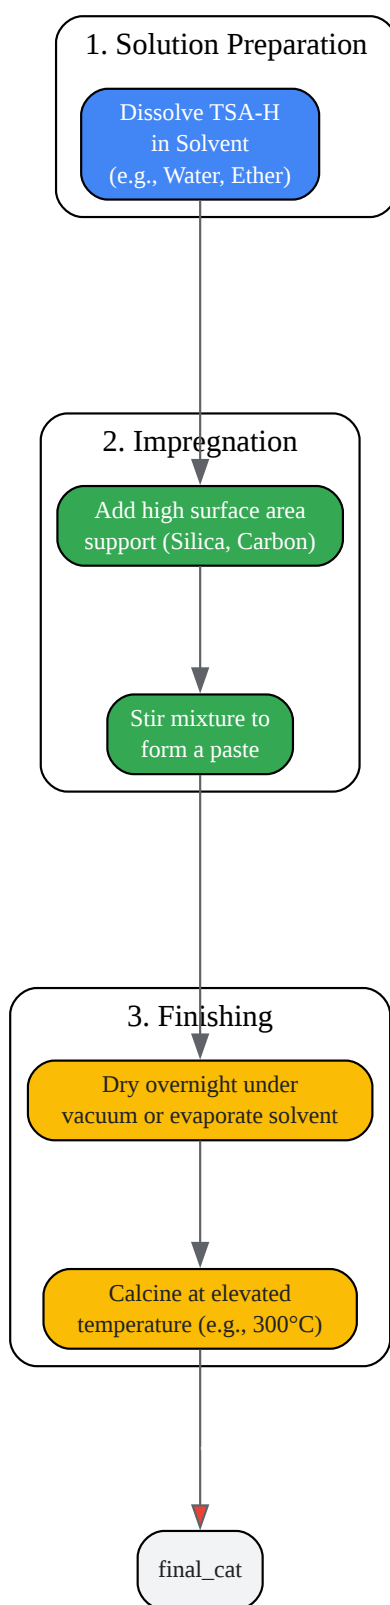 1. Solution Preparation
Dissolve TSA-H
in Solvent
(e.g., Water, Ether)
2. Impregnation
Add high surface area
support (Silica, Carbon)
Stir mixture to
form a paste
3. Finishing
Dry overnight under
vacuum or evaporate solvent
Calcine at elevated
temperature (e.g., 300°C)
final_cat